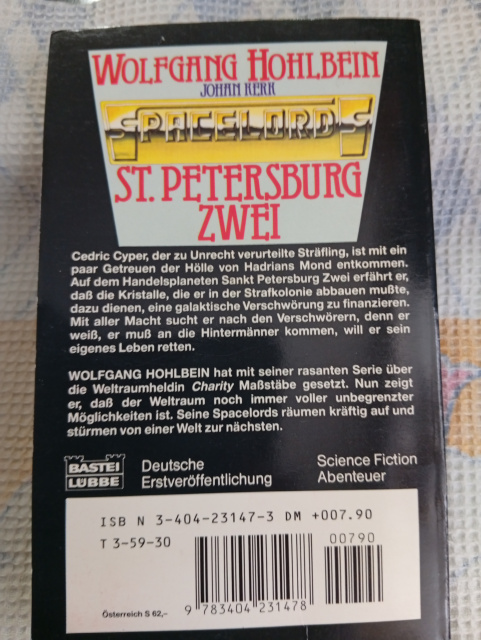 WOLFGANG HOHLBEIN
JOHAN KERR
SPACELORDS
ST. PETERSBURG
ZWEI
Cedric Cyper, der zu Unrecht verurteilte Sträfling, ist mit ein
paar Getreuen der Hölle von Hadrians Mond entkommen.
Auf dem Handelsplaneten Sankt Petersburg Zwei erfährt er,
daß die Kristalle, die er in der Strafkolonie abbauen mußte,
dazu dienen, eine galaktische Verschwörung zu finanzieren.
Mit aller Macht sucht er nach den Verschwörern, denn er
weiß, er muß an die Hintermänner kommen, will er sein
eigenes Leben retten.
WOLFGANG HOHLBEIN hat mit seiner rasanten Serie über
die Weltraumheldin Charity Maßstäbe gesetzt. Nun zeigt
er, daß der Weltraum noch immer voller unbegrenzter
Möglichkeiten ist. Seine Spacelords räumen kräftig auf und
stürmen von einer Welt zur nächsten.
BASTEI
LÜBBE
Deutsche
Erstveröffentlichung
Science Fiction
Abenteuer
ISB N 3-404-23147-3 DM +007.90
T 3-59-30
00790
Österreich S 62,-
9 783404 231478